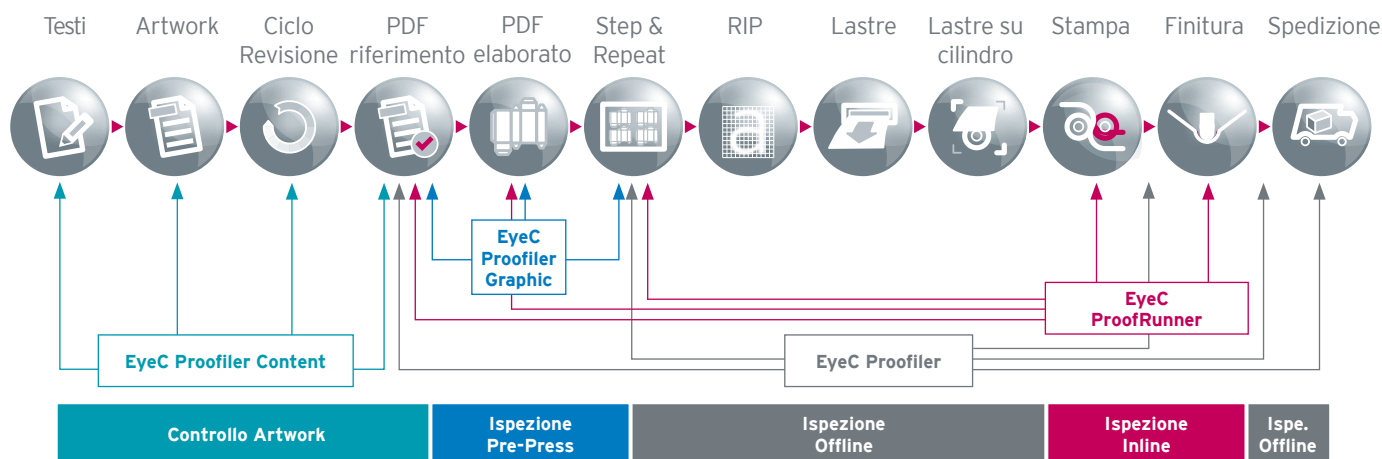 Testi
Artwork
Ciclo
Revisione
PDF
riferimento
PDF
elaborato
Step &
Repeat
RIP
Lastre
Lastre su
cilindro
Stampa
Finitura
Spedizione
a
EyeC
Proofiler
Graphic
EyeC
ProofRunner
EyeC Proofiler Content
EyeC Proofiler
Controllo Artwork
Ispezione
Pre-Press
Ispezione
Offline
Ispezione
Inline
Ispe.
Offline